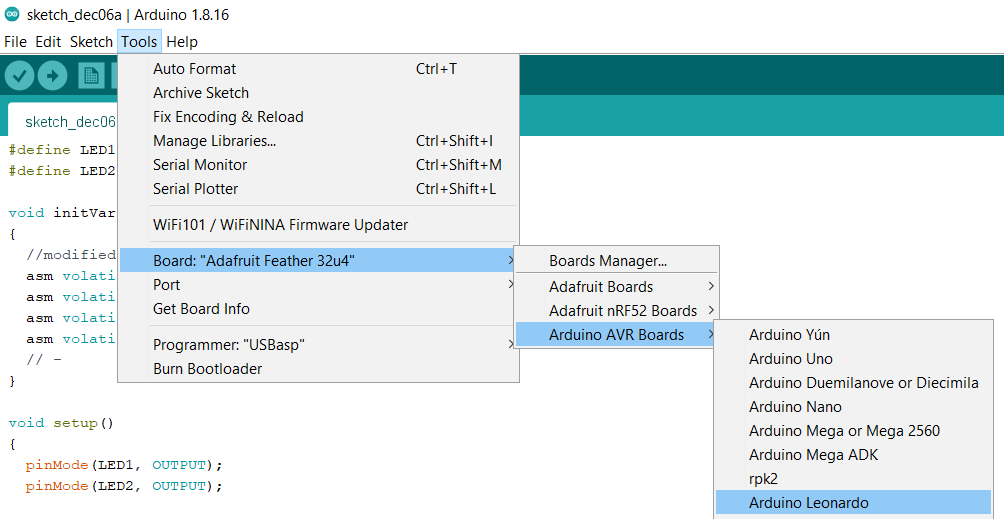 sketch_dec06a | Arduino 1.8.16
File Edit Sketch Tools Help
Auto Format Ctrl+T
Archive Sketch
Fix Encoding & Reload
Manage Libraries... Ctrl+Shift+I
Serial Monitor Ctrl+Shift+M
Serial Plotter Ctrl+Shift+L
WiFi101 / WiFiNINA Firmware Updater
Board: "Adafruit Feather 32u4"
Port
Get Board Info
Programmer: "USBasp"
Burn Bootloader
Boards Manager...
Adafruit Boards
Adafruit nRF52 Boards
Arduino AVR Boards
Arduino Yún
Arduino Uno
Arduino Duemilanove or Diecimila
Arduino Nano
Arduino Mega or Mega 2560
Arduino Mega ADK
rpk2
Arduino Leonardo
sketch_dec06
#define LED1
#define LED2
void initVar
{
//modified
asm volati
asm volati
asm volati
asm volati
// -
}
void setup()
{
pinMode(LED1, OUTPUT);
pinMode(LED2, OUTPUT);